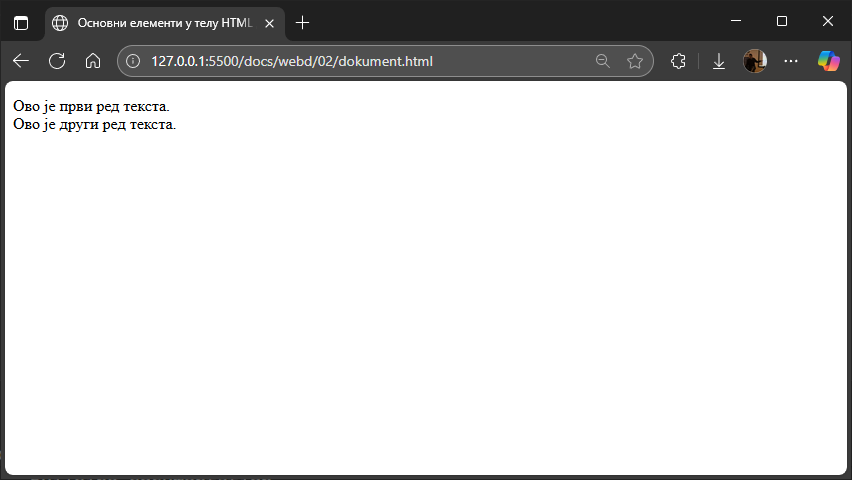 Основни елементи у телу HTML
127.0.0.1:5500/docs/webd/02/dokument.html
Ово је први ред текста.
Ово је други ред текста.